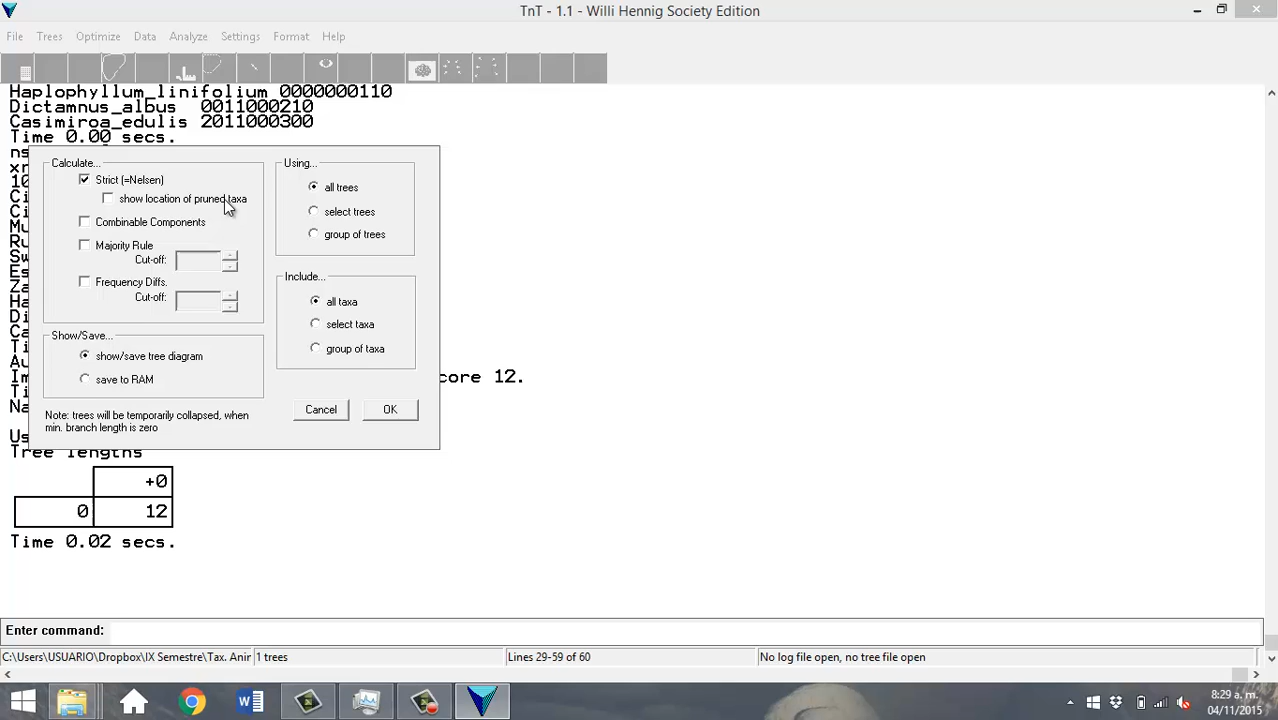 TnT - 1.1 - Willi Hennig Society Edition
File Trees Optimize Data Analyze Settings Format Help
Haplophyllum_linifolium 0000000110
Dictamnus_albus 0011000210
Casimiroa_edulis 2011000300
Time 0.00 secs.
Calculate...
Strict (=Nelsen)
show location of pruned taxa
Combinable Components
Majority Rule
Cut-off:
Frequency Diffs.
Cut-off:
Using...
all trees
select trees
group of trees
Include...
all taxa
select taxa
group of taxa
Show/Save...
show/save tree diagram
save to RAM
Note: trees will be temporarily collapsed, when
min. branch length is zero
Cancel OK
core 12.
Tree lengths
+0
0 12
Time 0.02 secs.
Enter command:
C:\Users\USUARIO\Dropbox\IX Semestre\Tax. Anir 1 trees Lines 29-59 of 60 No log file open, no tree file open
8:29 a. m.
04/11/2015